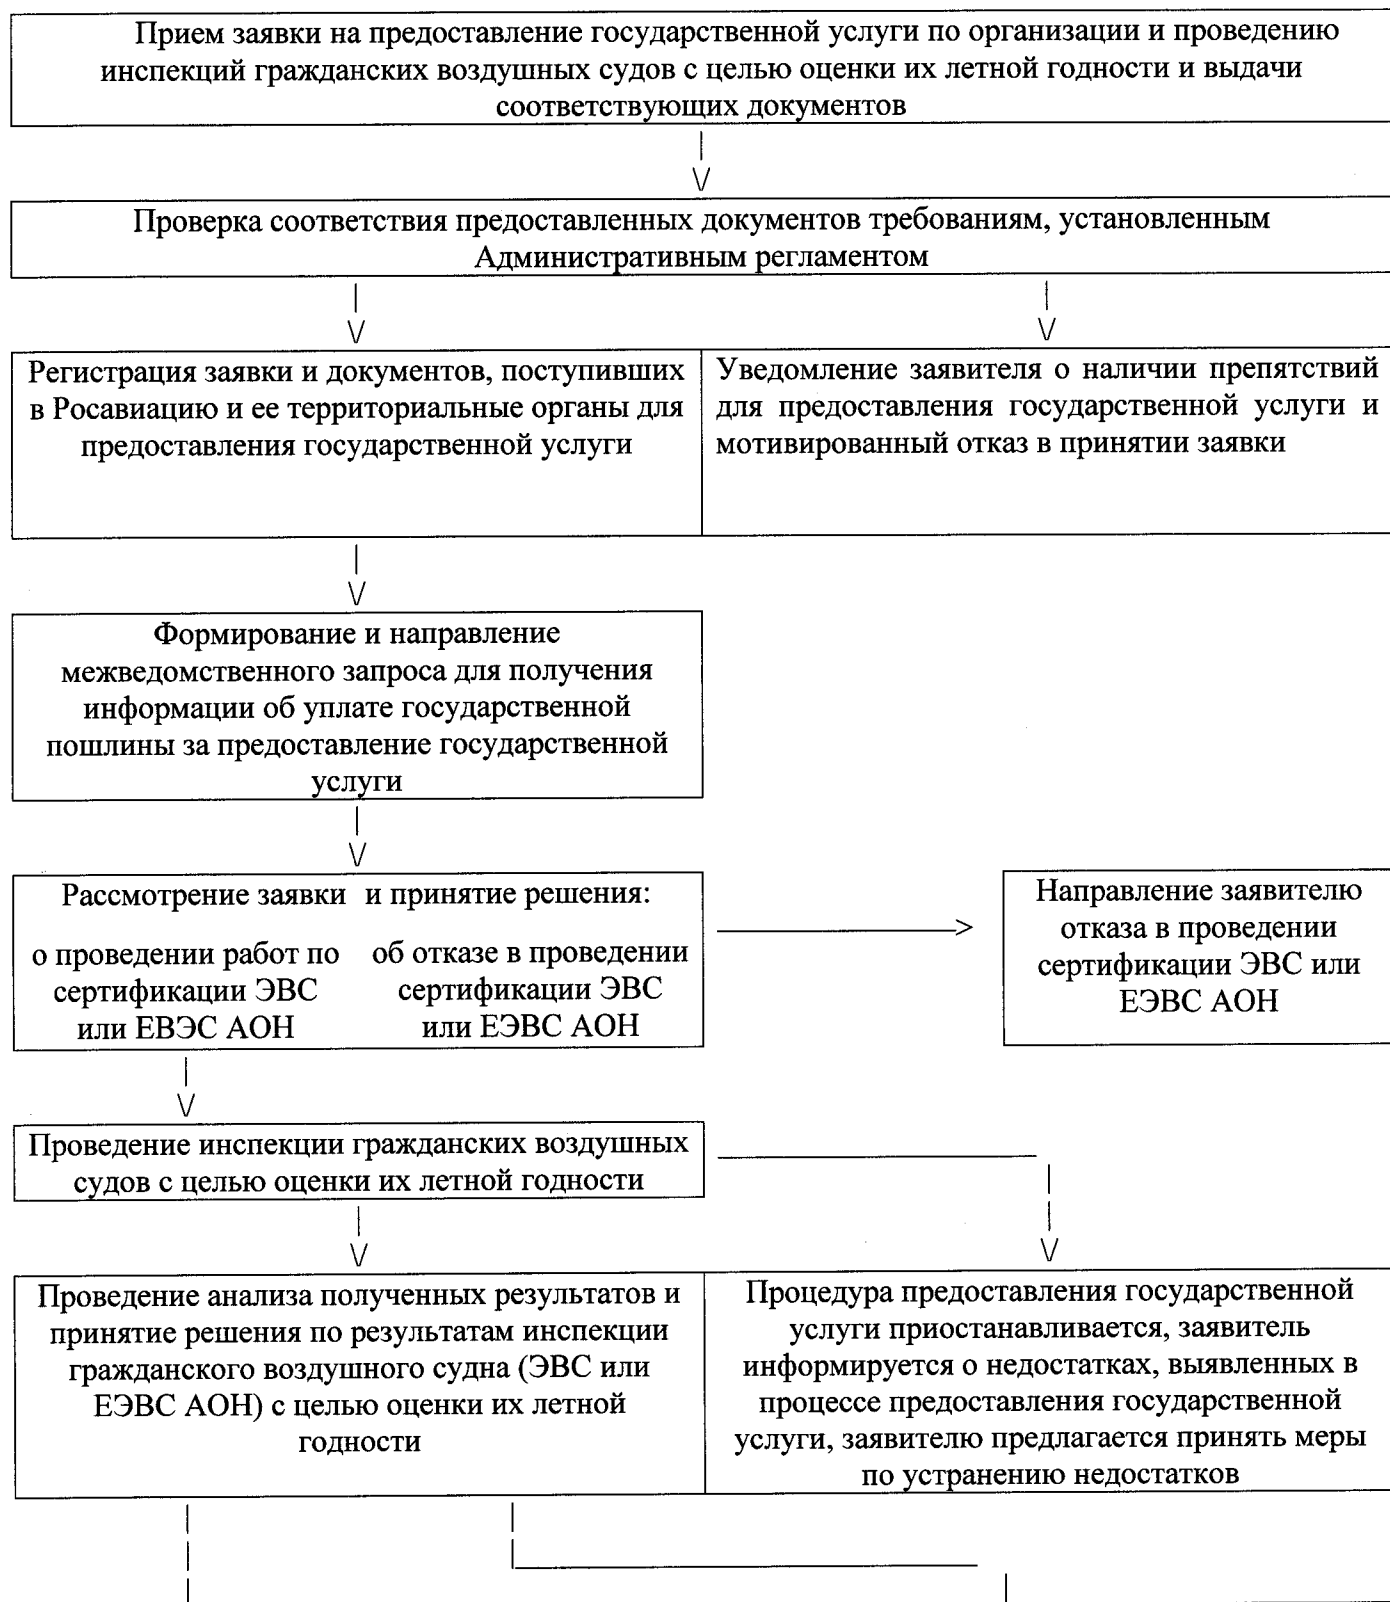 Прием заявки на предоставление государственной услуги по организации и проведению
инспекций гражданских воздушных судов с целью оценки их летной годности и выдачи
соответствующих документов
Проверка соответствия предоставленных документов требованиям, установленным
Административным регламентом
Регистрация заявки и документов, поступивших
в Росавиацию и ее территориальные органы для
предоставления государственной услуги
Уведомление заявителя о наличии препятствий
для предоставления государственной услуги и
мотивированный отказ в принятии заявки
Формирование и направление
межведомственного запроса для получения
информации об уплате государственной
пошлины за предоставление государственной
услуги
Рассмотрение заявки и принятие решения:
о проведении работ по
сертификации ЭВС
или ЕВЭС АОН
об отказе в проведении
сертификации ЭВС
или ЕЭВС АОН
Направление заявителю
отказа в проведении
сертификации ЭВС или
ЕЭВС АОН
Проведение инспекции гражданских воздушных
судов с целью оценки их летной годности
Проведение анализа полученных результатов и
принятие решения по результатам инспекции
гражданского воздушного судна (ЭВС или
ЕЭВС АОН) с целью оценки их летной
годности
Процедура предоставления государственной
услуги приостанавливается, заявитель
информируется о недостатках, выявленных в
процессе предоставления государственной
услуги, заявителю предлагается принять меры
по устранению недостатков